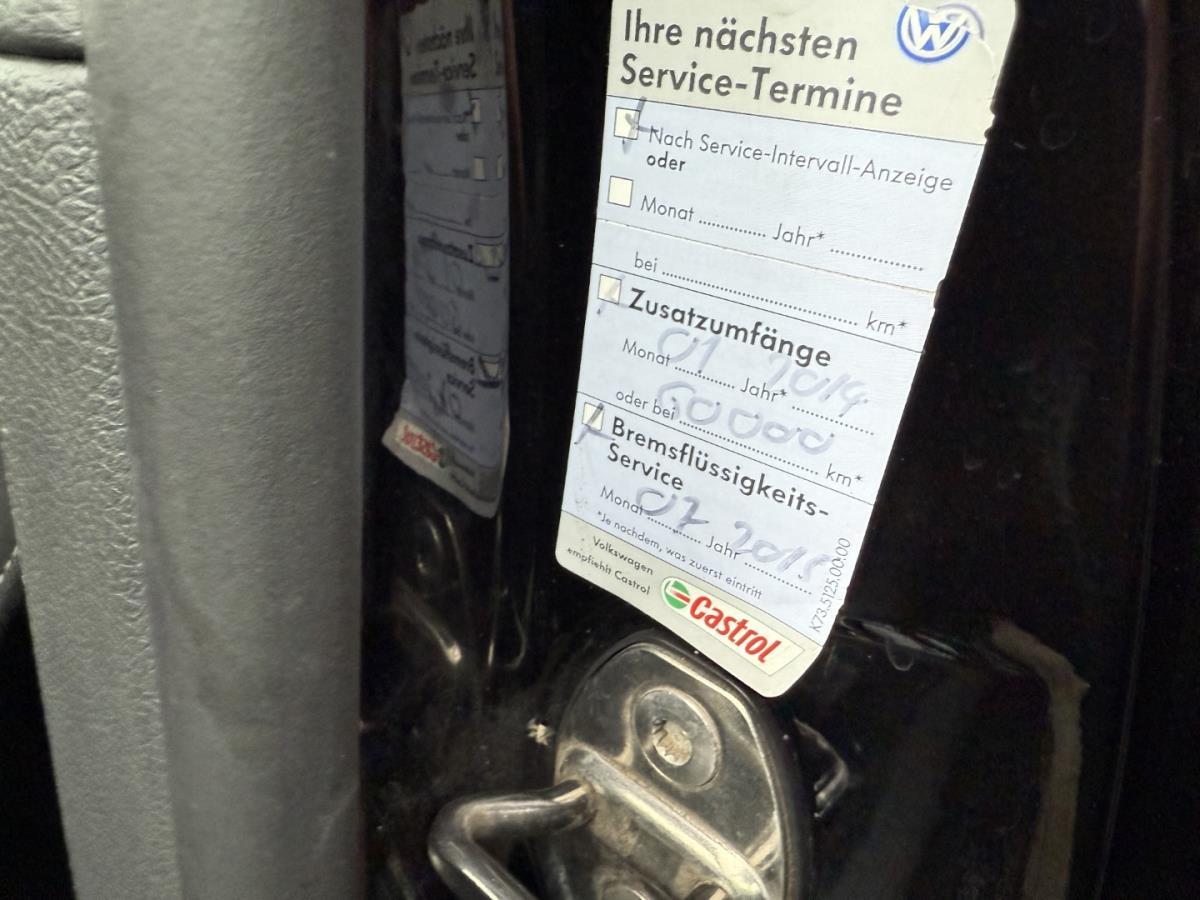 Ihre nächsten
Service-Termine
Nach Service-Intervall-Anzeige
oder
Monat ............. Jahr* ..................
bei ..................................... km*
Zusatzumfänge
01 2014
Monat ............ Jahr* ................
60000
oder bei ........................... km*
Bremsflüssigkeits-
Service
07
Monat ........... Jahr ..............
*Je nachdem, was zuerst eintritt
Volkswagen
empfiehlt Castrol
Castrol
K73.5125.00.00